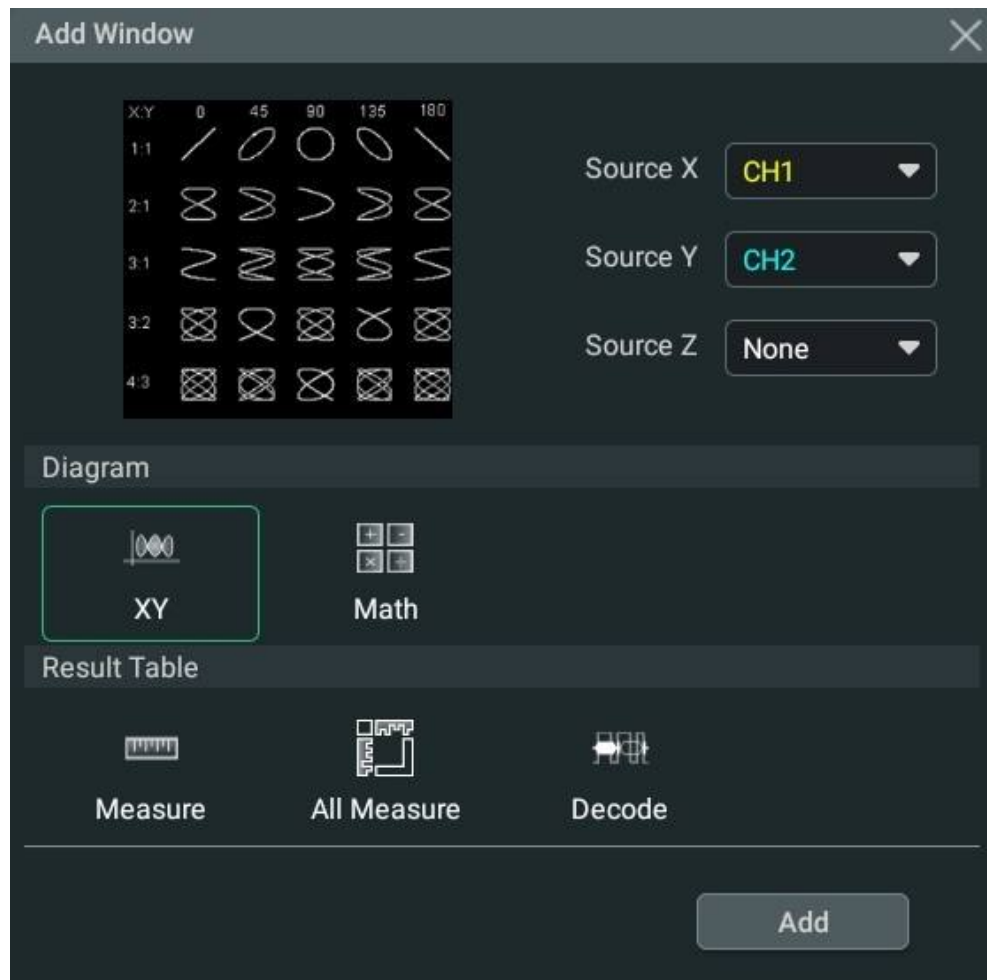 Add Window
X:Y 0 45 90 135 180
1:1
2:1
3:1
3:2
4:3
Source X CH1
Source Y CH2
Source Z None
Diagram
XY Math
Result Table
Measure All Measure Decode
Add